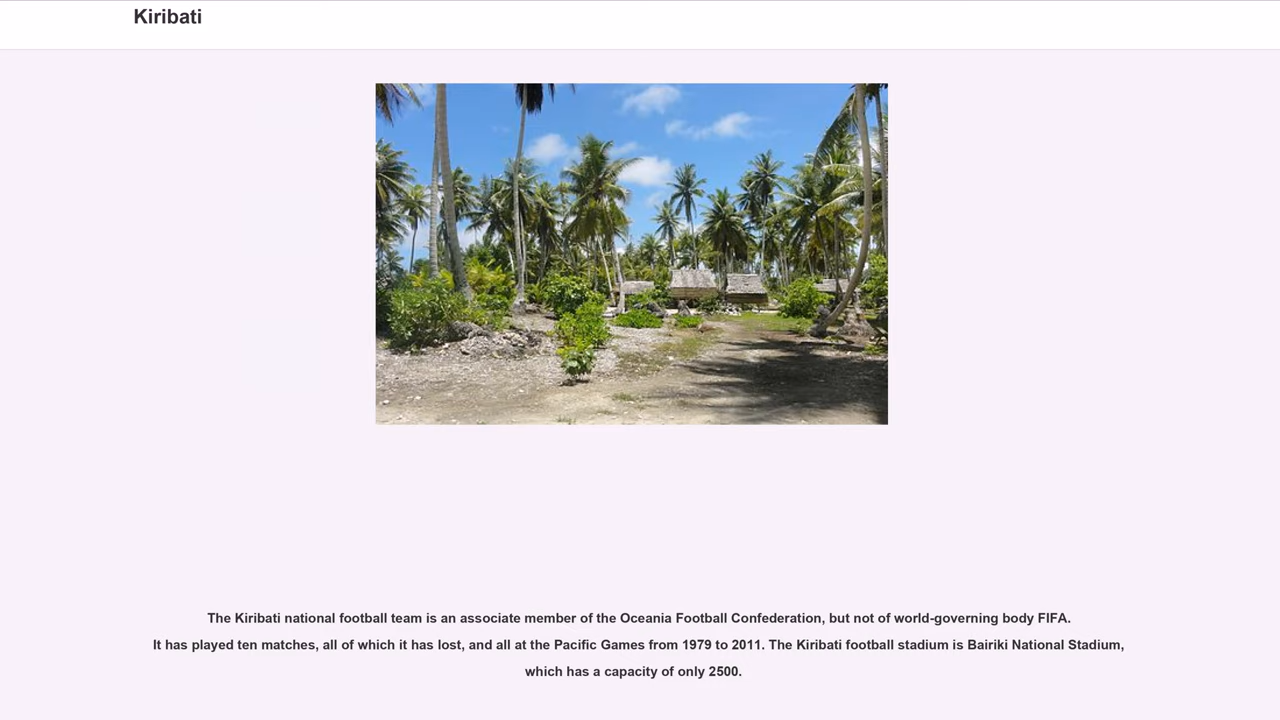 Kiribati
The Kiribati national football team is an associate member of the Oceania Football Confederation, but not of world-governing body FIFA.
It has played ten matches, all of which it has lost, and all at the Pacific Games from 1979 to 2011. The Kiribati football stadium is Bairiki National Stadium,
which has a capacity of only 2500.